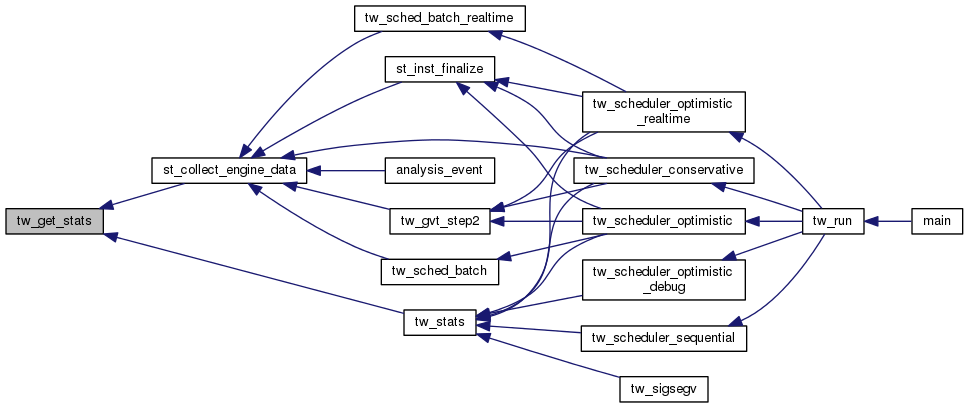 tw_sched_batch_realtime
st_inst_finalize
tw_scheduler_optimistic
_realtime
st_collect_engine_data
analysis_event
tw_scheduler_conservative
tw_get_stats
tw_gvt_step2
tw_scheduler_optimistic
tw_run
main
tw_sched_batch
tw_scheduler_optimistic
_debug
tw_stats
tw_scheduler_sequential
tw_sigsegv